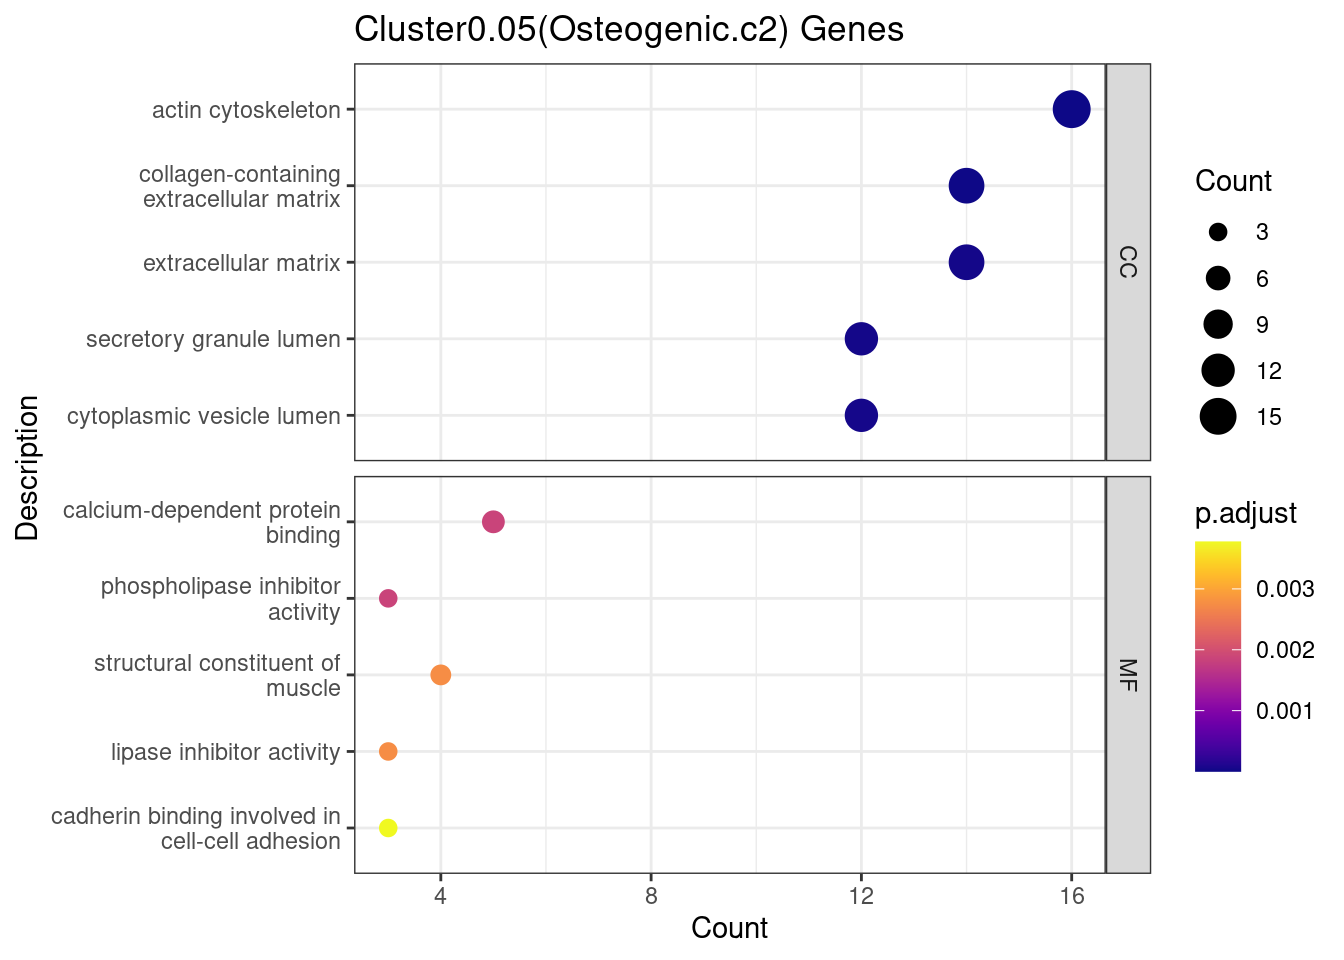 Cluster0.05(Osteogenic.c2) Genes
Description
actin cytoskeleton
collagen-containing
extracellular matrix
extracellular matrix
secretory granule lumen
cytoplasmic vesicle lumen
CC
calcium-dependent protein
binding
phospholipase inhibitor
activity
structural constituent of
muscle
lipase inhibitor activity
cadherin binding involved in
cell-cell adhesion
MF
4
8
12
16
Count
Count
3
6
9
12
15
p.adjust
0.003
0.002
0.001